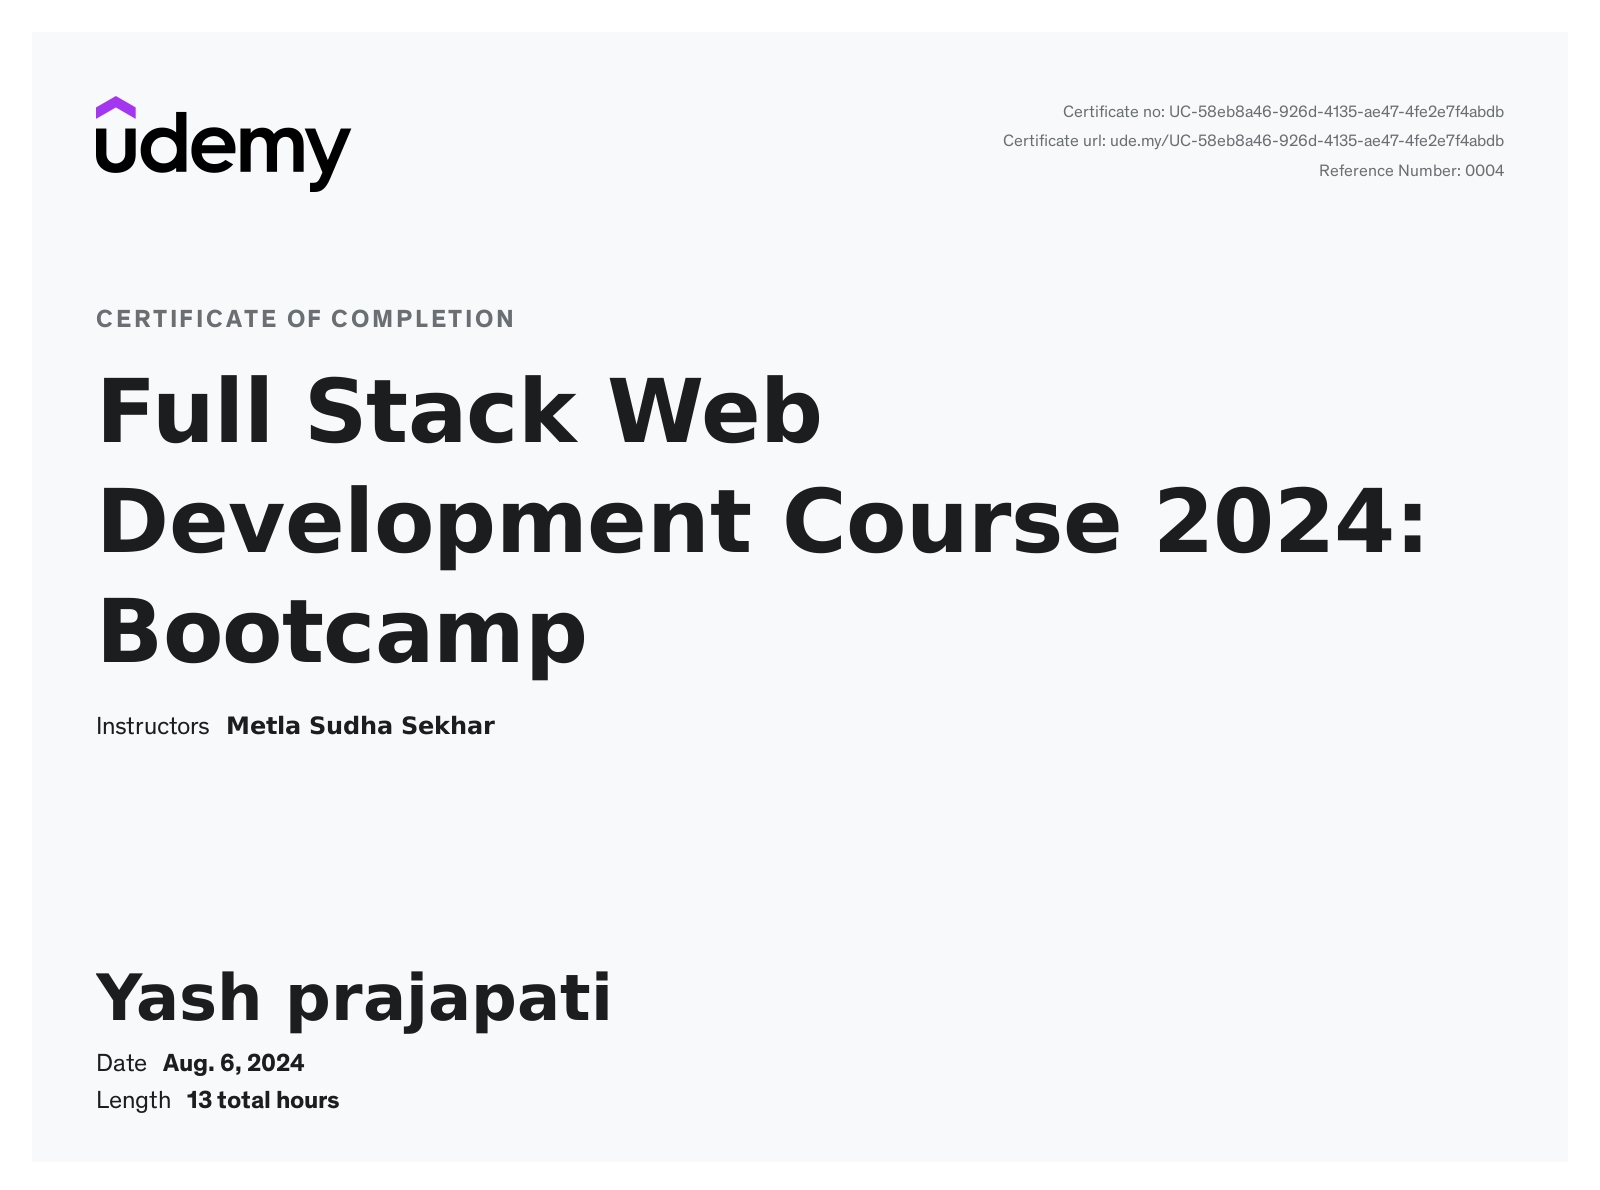 udemy
Certificate no: UC-58eb8a46-926d-4135-ae47-4fe2e7f4abdb
Certificate url: ude.my/UC-58eb8a46-926d-4135-ae47-4fe2e7f4abdb
Reference Number: 0004
CERTIFICATE OF COMPLETION
Full Stack Web
Development Course 2024:
Bootcamp
Instructors Metla Sudha Sekhar
Yash prajapati
Date Aug. 6, 2024
Length 13 total hours